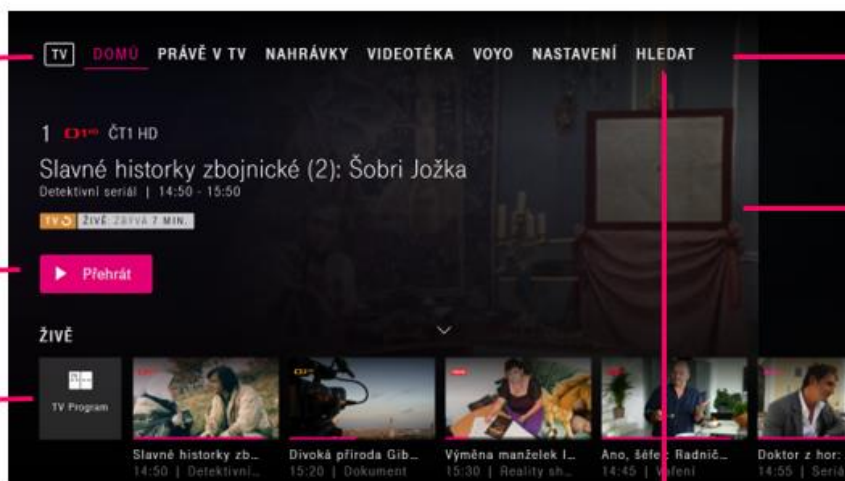 TV DOMŮ PRÁVĚ V TV NAHRÁVKY VIDEOTÉKA VOYO NASTAVENÍ HLEDAT
1 ČT1 HD
Slavné historky zbojnické (2): Šobri Jožka
Detektivní seriál | 14:50 - 15:50
TV ŽIVĚ: ZBÝVÁ 7 MIN.
Přehrát
ŽIVĚ
TV Program
Slavné historky zb... Divoká příroda Gib... Výměna manželek I... Ano, šéfe: Radnič... Doktor z hor:
14:50 | Detektivní... 15:20 | Dokument 15:30 | Reality sh... 14:45 | Vaření 14:55 | Seriá